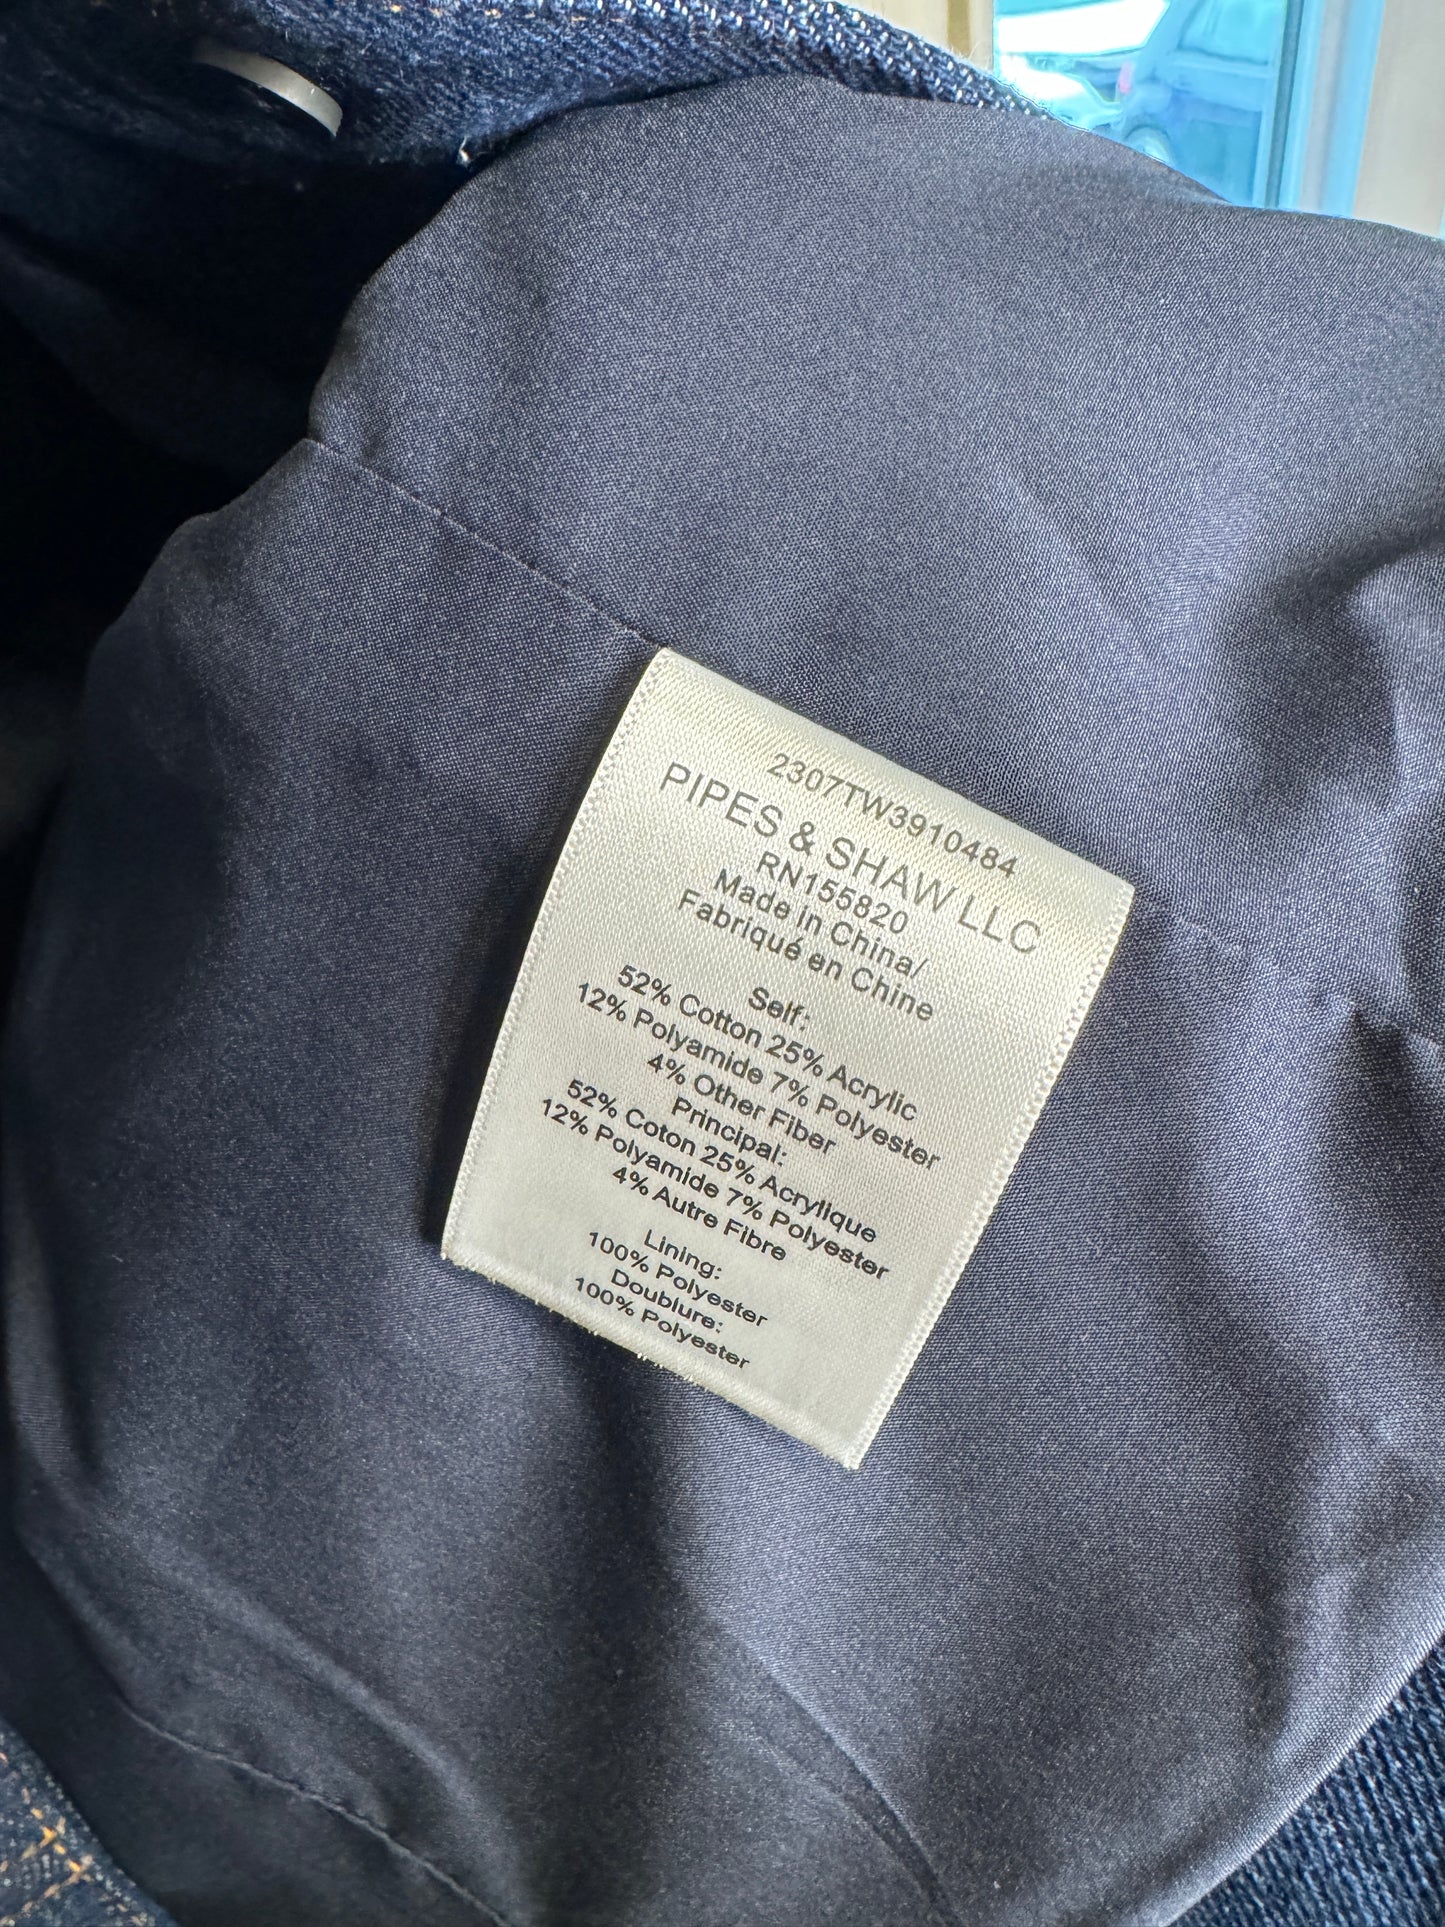 2307TW3910484
PIPES & SHAW LLC
RN155820
Made in China/
Fabriqué en Chine
Self:
52% Cotton 25% Acrylic
12% Polyamide 7% Polyester
4% Other Fiber
Principal:
52% Coton 25% Acrylique
12% Polyamide 7% Polyester
4% Autre Fibre
Lining:
100% Polyester
Doublure:
100% Polyester